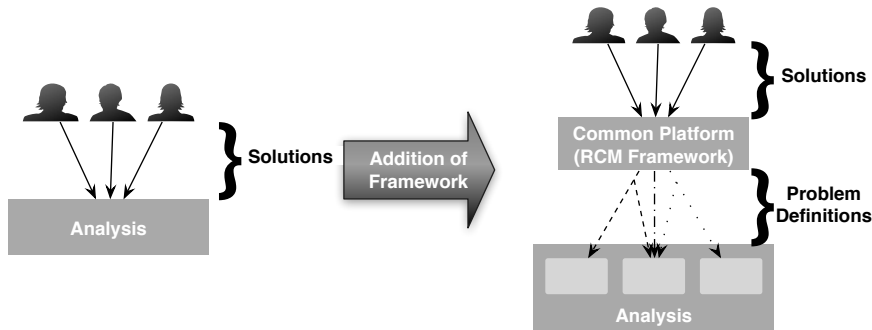 Solutions
Analysis
Addition of
Framework
Solutions
Common Platform
(RCM Framework)
Problem
Definitions
Analysis